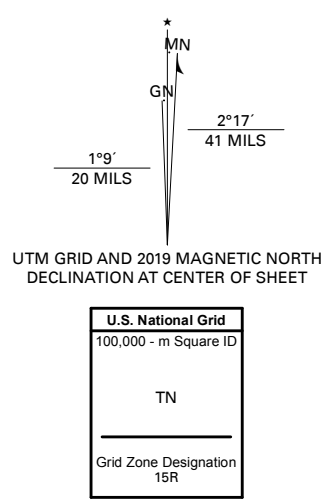 ★
MN
GN
2°17´
41 MILS
1°9´
20 MILS
UTM GRID AND 2019 MAGNETIC NORTH
DECLINATION AT CENTER OF SHEET
U.S. National Grid
100,000 - m Square ID
TN
Grid Zone Designation
15R